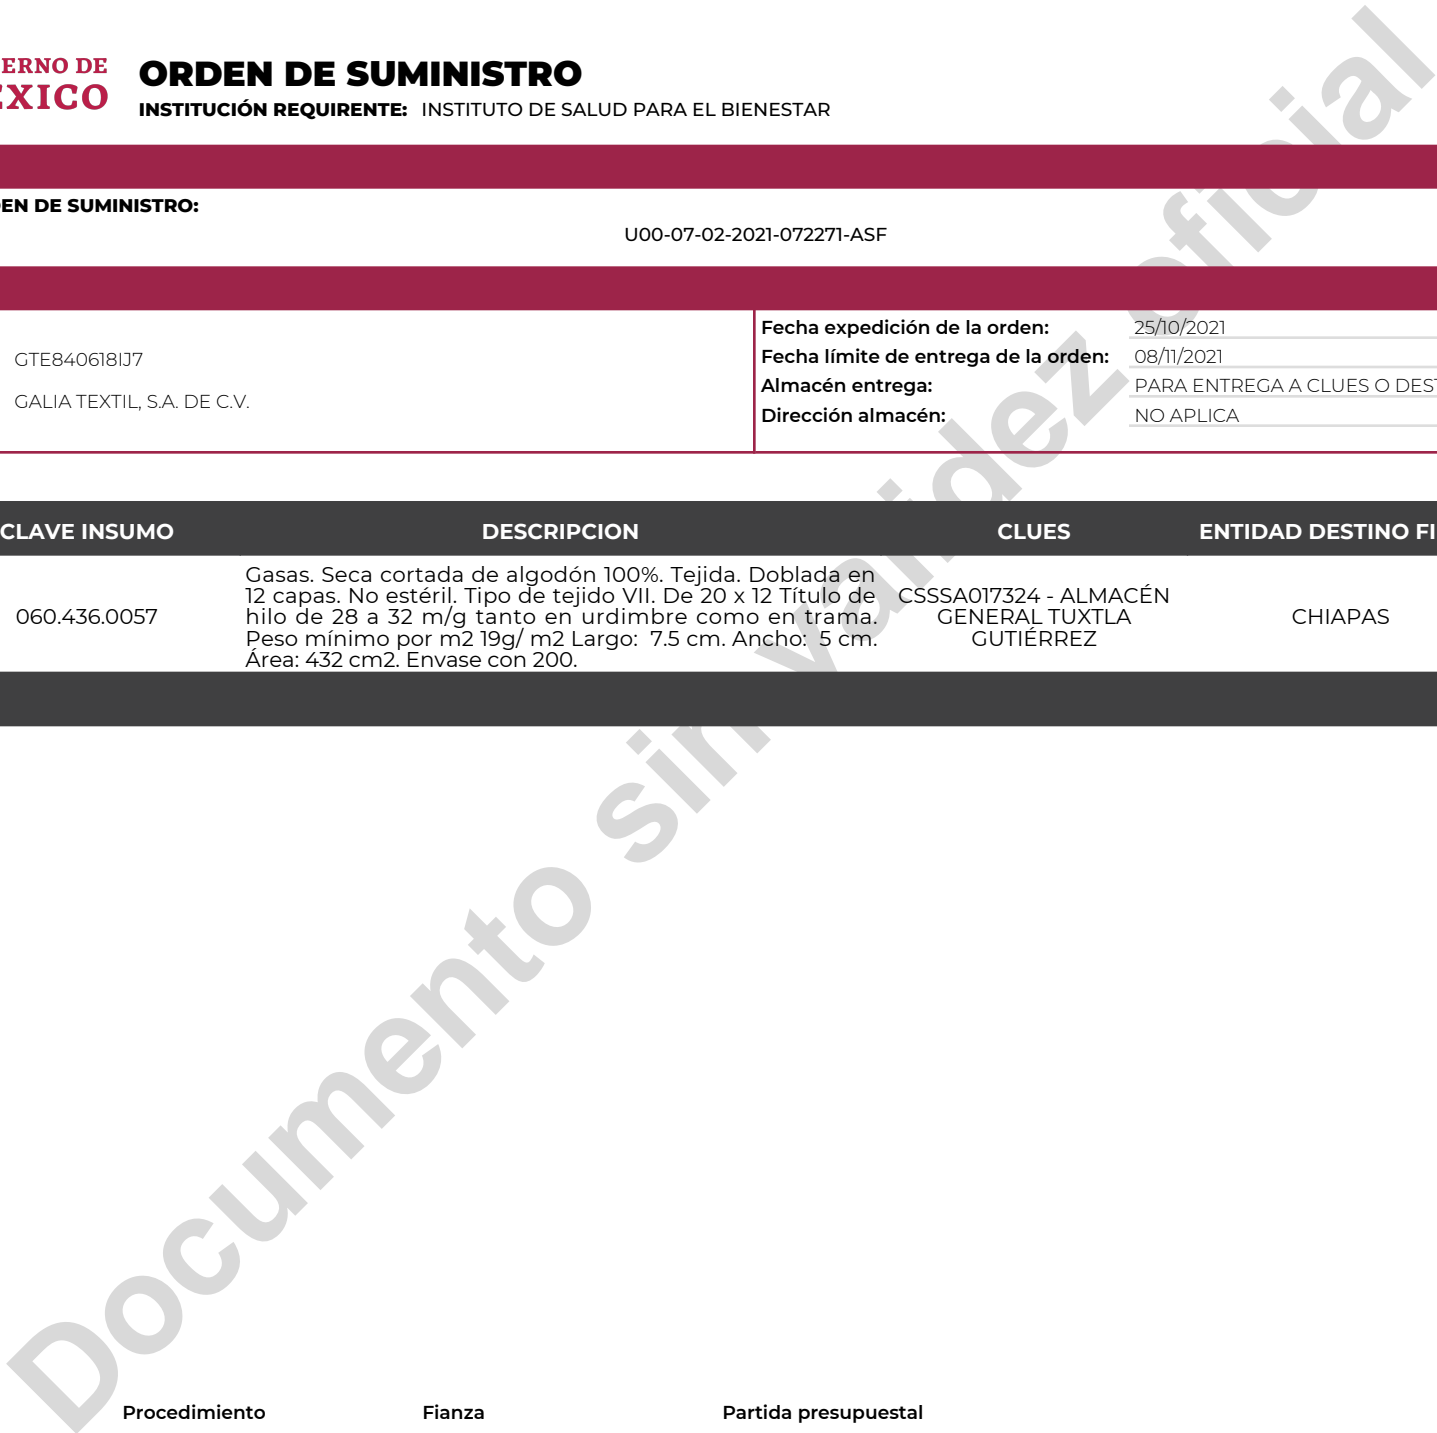 ERNO DE
EXICO
ORDEN DE SUMINISTRO
INSTITUCIÓN REQUIRENTE: INSTITUTO DE SALUD PARA EL BIENESTAR
EN DE SUMINISTRO:
U00-07-02-2021-072271-ASF
GTE840618IJ7
GALIA TEXTIL, S.A. DE C.V.
Fecha expedición de la orden: 25/10/2021
Fecha límite de entrega de la orden: 08/11/2021
Almacén entrega: PARA ENTREGA A CLUES O DEST
Dirección almacén: NO APLICA
CLAVE INSUMO DESCRIPCION CLUES ENTIDAD DESTINO FI
060.436.0057
Gasas. Seca cortada de algodón 100%. Tejida. Doblada en
12 capas. No estéril. Tipo de tejido VII. De 20 x 12 Título de
hilo de 28 a 32 m/g tanto en urdimbre como en trama.
Peso mínimo por m2 19g/ m2 Largo: 7.5 cm. Ancho: 5 cm.
Área: 432 cm2. Envase con 200.
CSSSA017324 - ALMACÉN
GENERAL TUXTLA
GUTIÉRREZ
CHIAPAS
Documento sin validez oficial
Procedimiento Fianza Partida presupuestal